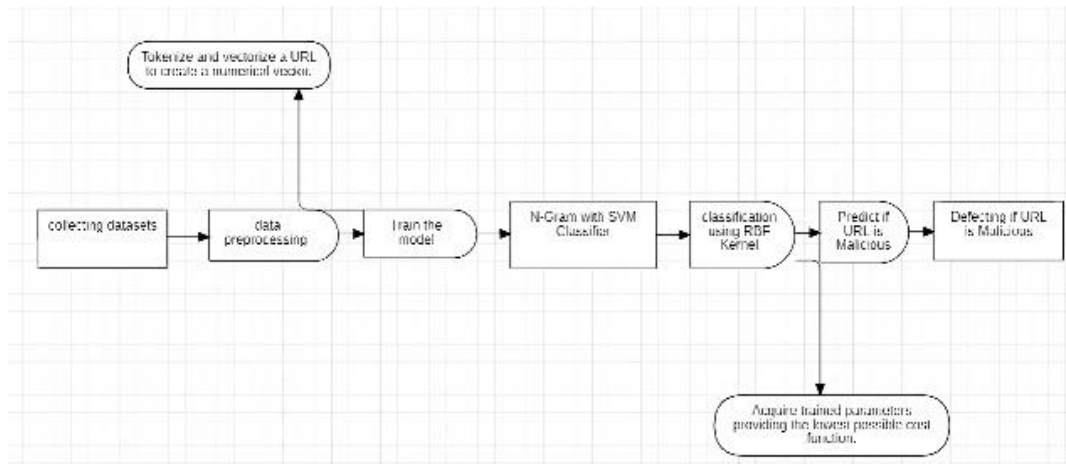 Tokenize and vectorize a URL
to create a numerical vector.
collecting datasets
data
preprocessing
Train the
model
N-Gram with SVM
Classifier
classification
using RBF
Kernel
Predict if
URL is
Malicious
Defecting if URL
is Malicious
Acquire trained parameters
providing the lowest possible cost
function.